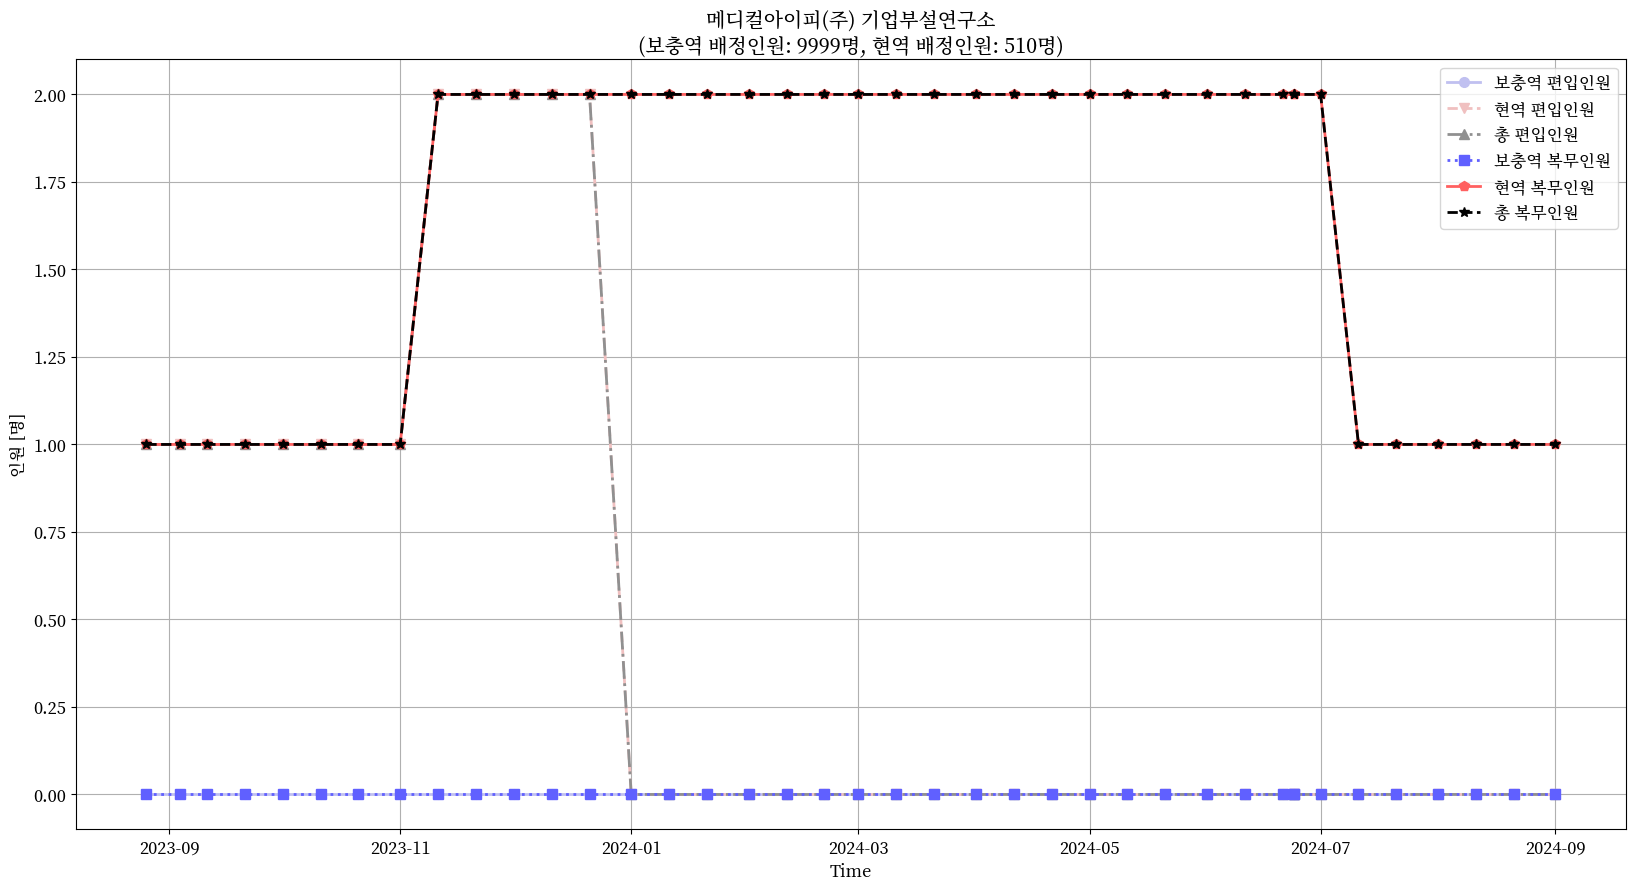 메디컬아이피(주) 기업부설연구소
(보충역 배정인원: 9999명, 현역 배정인원: 510명)
보충역 편입인원
현역 편입인원
총 편입인원
보충역 복무인원
현역 복무인원
총 복무인원
인원 [명]
2.00
1.75
1.50
1.25
1.00
0.75
0.50
0.25
0.00
2023-09 2023-11 2024-01 2024-03 2024-05 2024-07 2024-09
Time